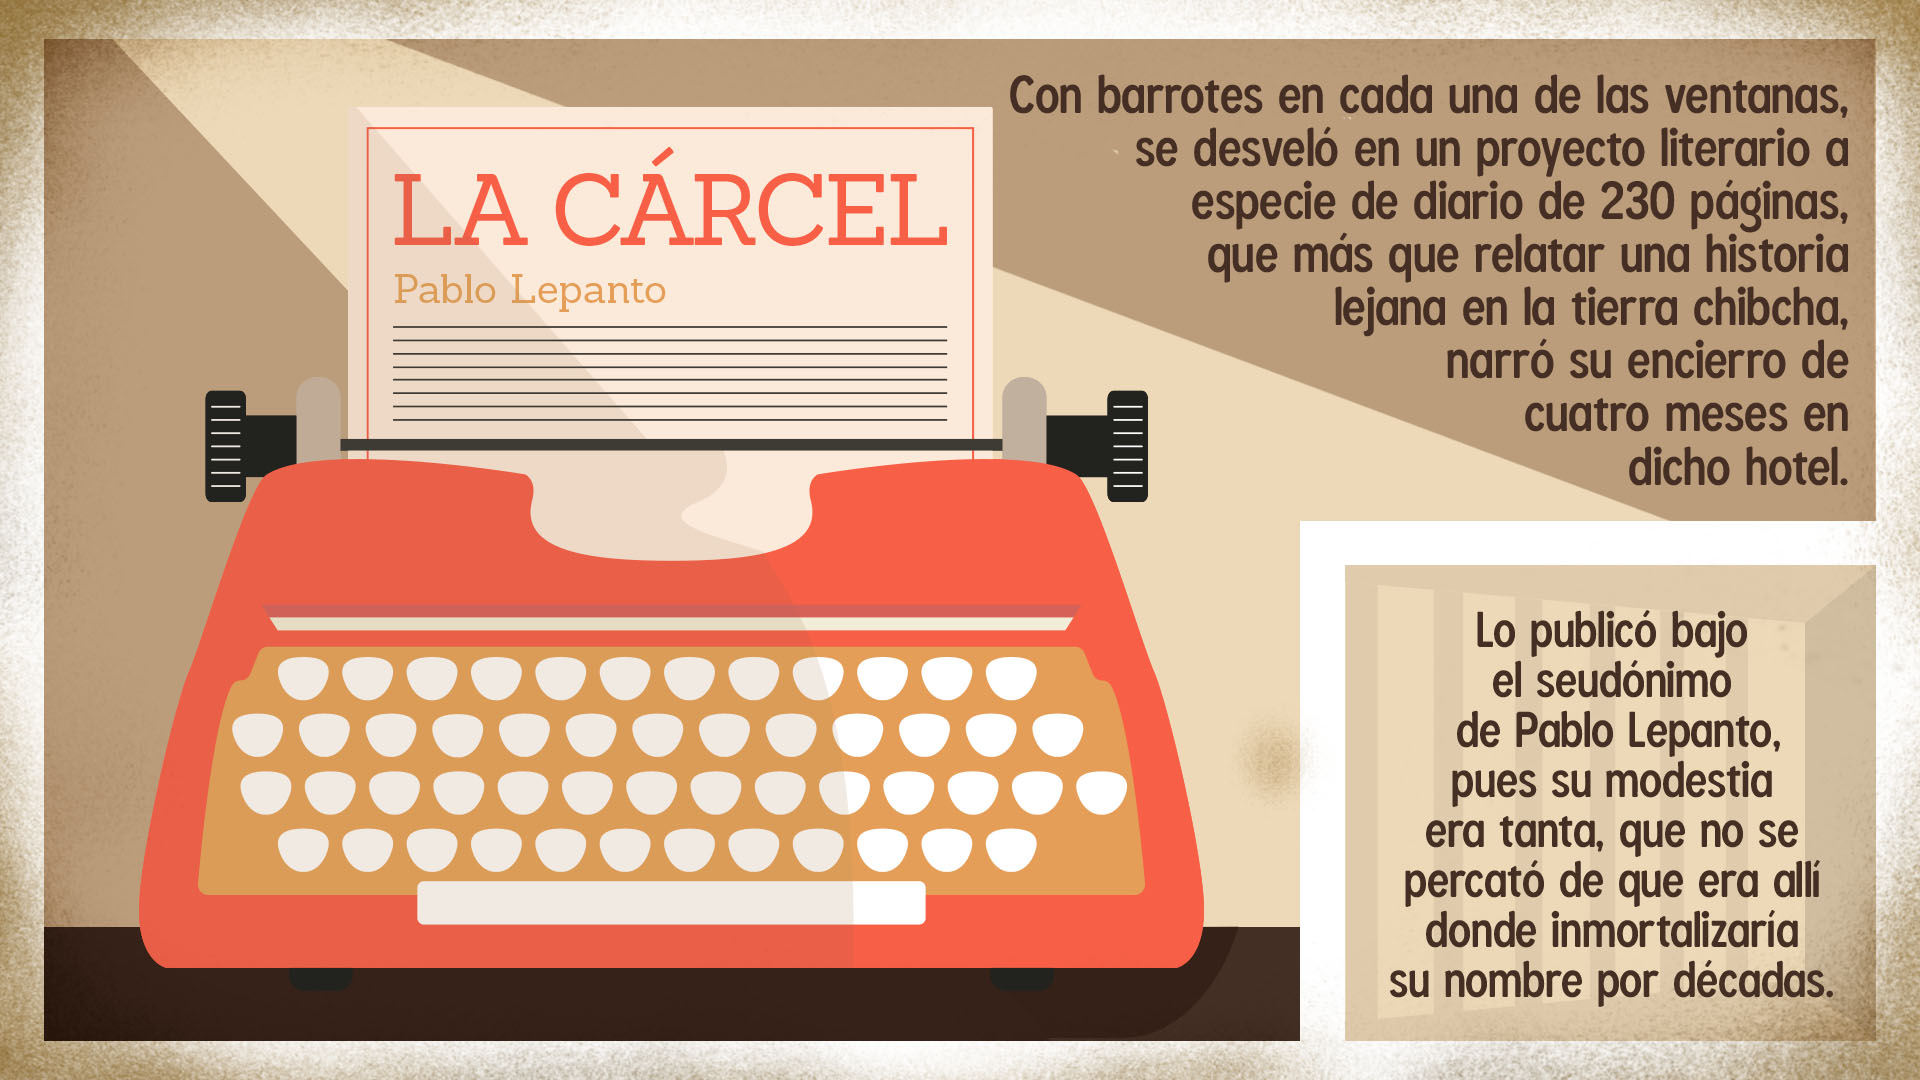 LA CÁRCEL
Pablo Lepanto
Con barrotes en cada una de las ventanas,
se desveló en un proyecto literario a
especie de diario de 230 páginas,
que más que relatar una historia
lejana en la tierra chibcha,
narró su encierro de
cuatro meses en
dicho hotel.
Lo publicó bajo
el seudónimo
de Pablo Lepanto,
pues su modestia
era tanta, que no se
percató de que era allí
donde inmortalizaría
su nombre por décadas.